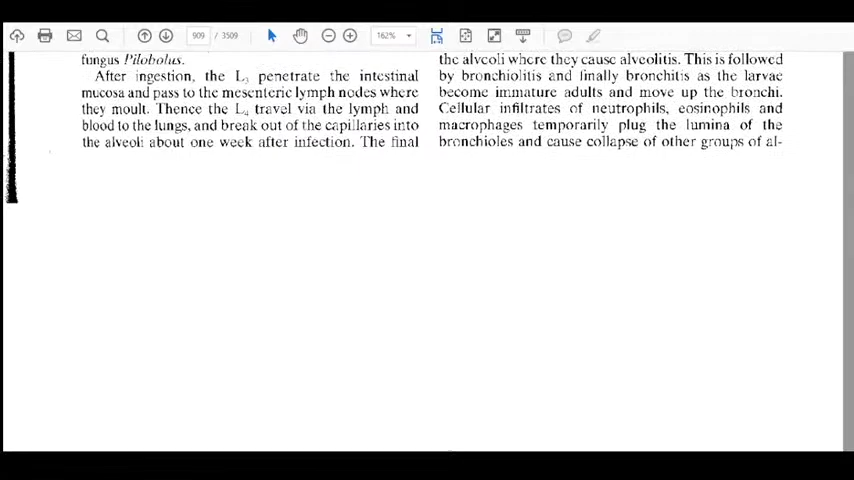 909 / 3509
162%
fungus Pilobolus.
After ingestion, the L3 penetrate the intestinal
mucosa and pass to the mesenteric lymph nodes where
they moult. Thence the L4 travel via the lymph and
blood to the lungs, and break out of the capillaries into
the alveoli about one week after infection. The final
the alveoli where they cause alveolitis. This is followed
by bronchiolitis and finally bronchitis as the larvae
become immature adults and move up the bronchi.
Cellular infiltrates of neutrophils, eosinophils and
macrophages temporarily plug the lumina of the
bronchioles and cause collapse of other groups of al-